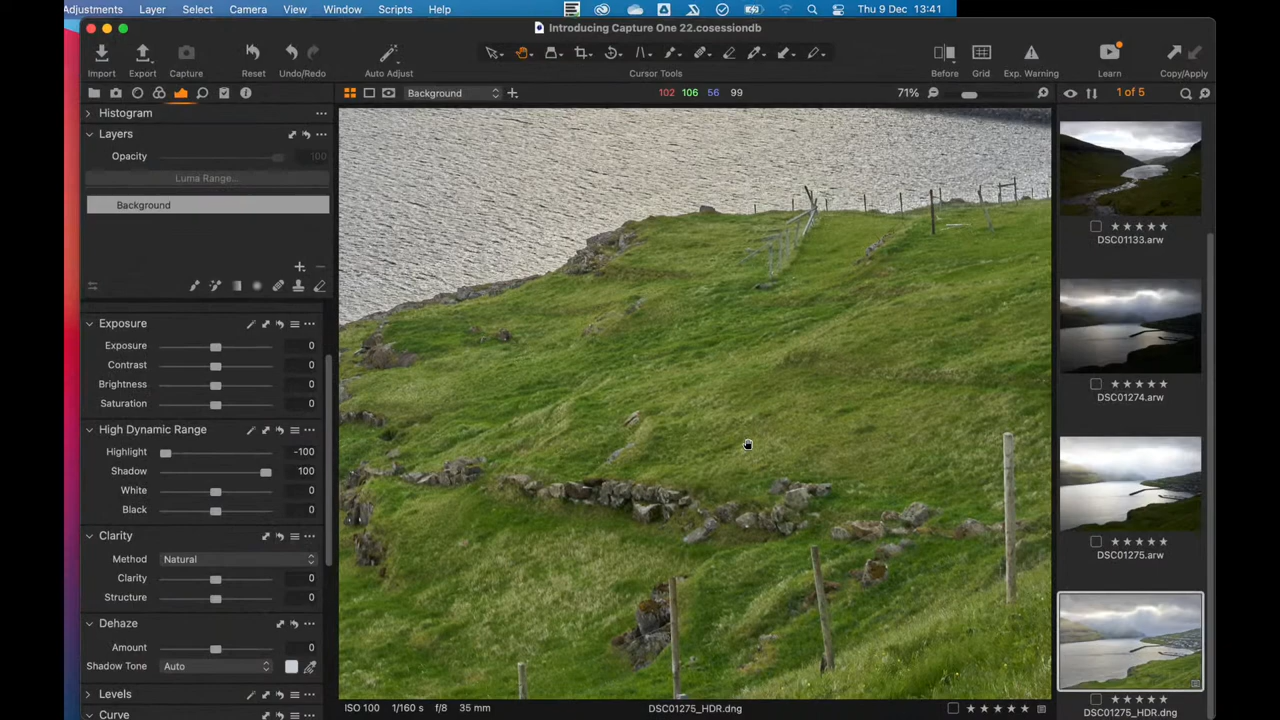 Adjustments Layer Select Camera View Window Scripts Help Thu 9 Dec 13:41
Introducing Capture One 22.cosessiondb
Import Export Capture Reset Undo/Redo Auto Adjust Cursor Tools Before Grid Exp. Warning Learn Copy/Apply
Background 102 106 56 99 71% 1 of 5
Histogram
Layers
Opacity 100
Luma Range...
Background
Exposure
Exposure 0
Contrast 0
Brightness 0
Saturation 0
High Dynamic Range
Highlight -100
Shadow 100
White 0
Black 0
Clarity
Method Natural
Clarity 0
Structure 0
Dehaze
Amount 0
Shadow Tone Auto
Levels
Curve
DSC01133.arw
DSC01274.arw
DSC01275.arw
DSC01275_HDR.dng
ISO 100 1/160 s f/8 35 mm DSC01275_HDR.dng